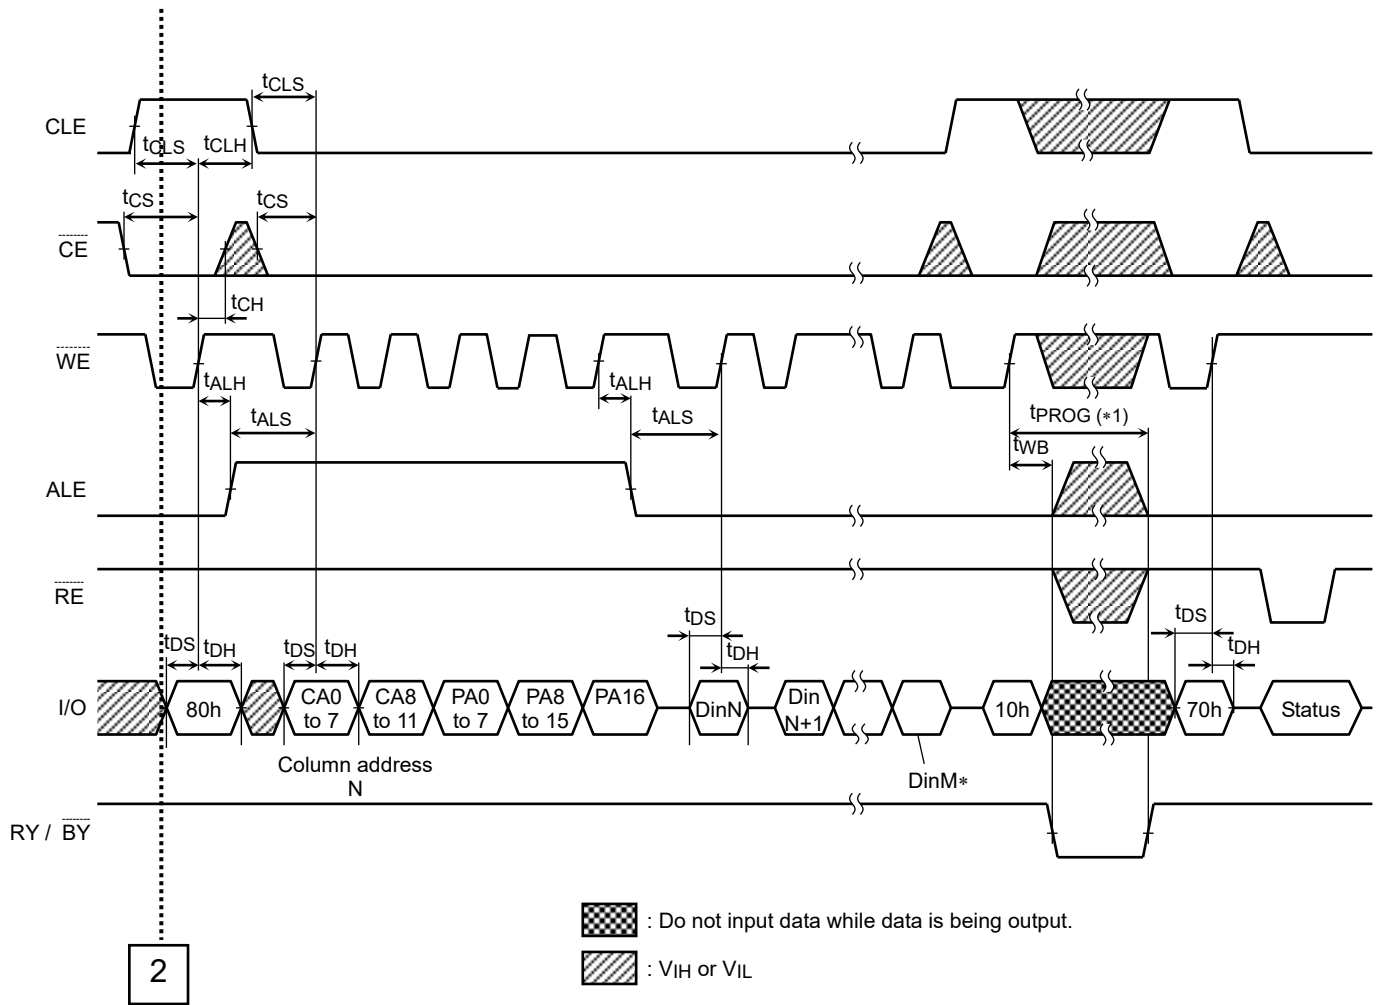 tCLS
CLE
tCLS
tCLH
tCS
tCS
CE
tCH
WE
tALH
tALH
tALS
tALS
tPROG (*1)
tWB
ALE
RE
tDS
tDH
tDS
tDH
tDS
tDH
tDS
tDH
I/O
80h
CA0 to 7
CA8 to 11
PA0 to 7
PA8 to 15
PA16
DinN
Din N+1
10h
70h
Status
Column address
N
DinM*
RY / BY
: Do not input data while data is being output.
2
: VIH or VIL